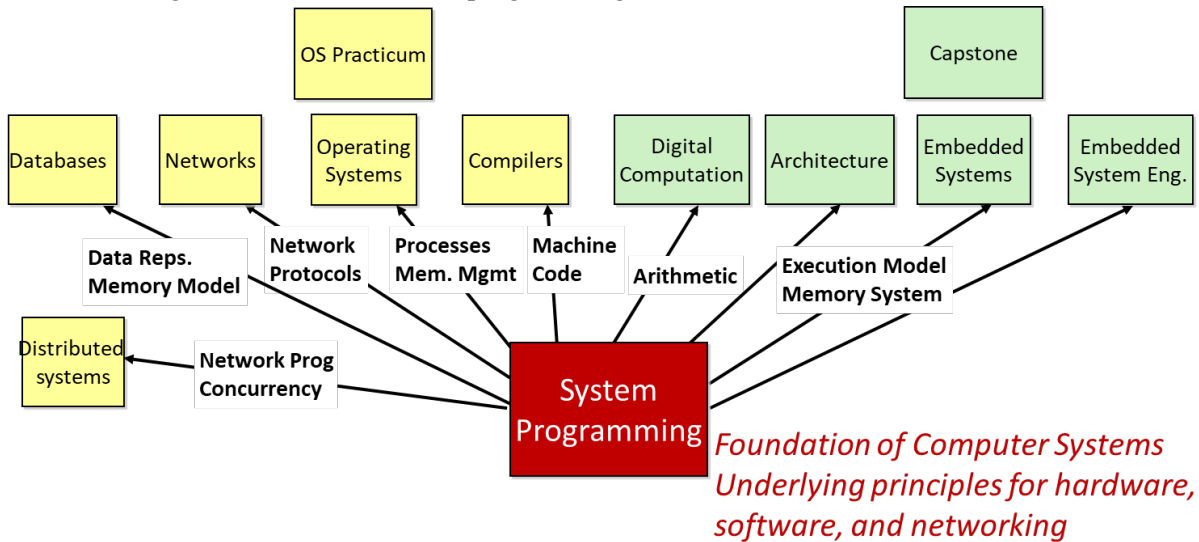 OS Practicum
Capstone
Databases
Networks
Operating
Systems
Compilers
Digital
Computation
Architecture
Embedded
Systems
Embedded
System Eng.
Data Reps.
Memory Model
Network
Protocols
Processes
Mem. Mgmt
Machine
Code
Arithmetic
Execution Model
Memory System
Distributed
systems
Network Prog
Concurrency
System
Programming
Foundation of Computer Systems
Underlying principles for hardware,
software, and networking